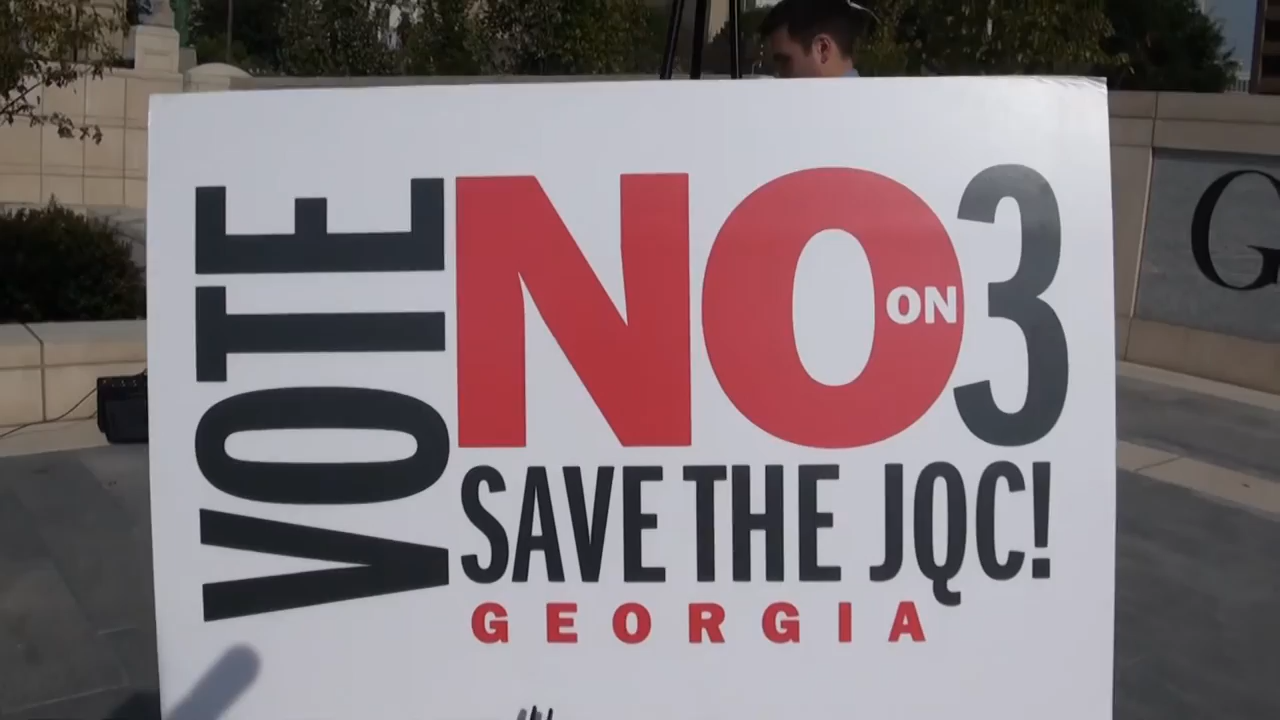 VOTE
NO ON 3
SAVE THE JQC!
GEORGIA
G